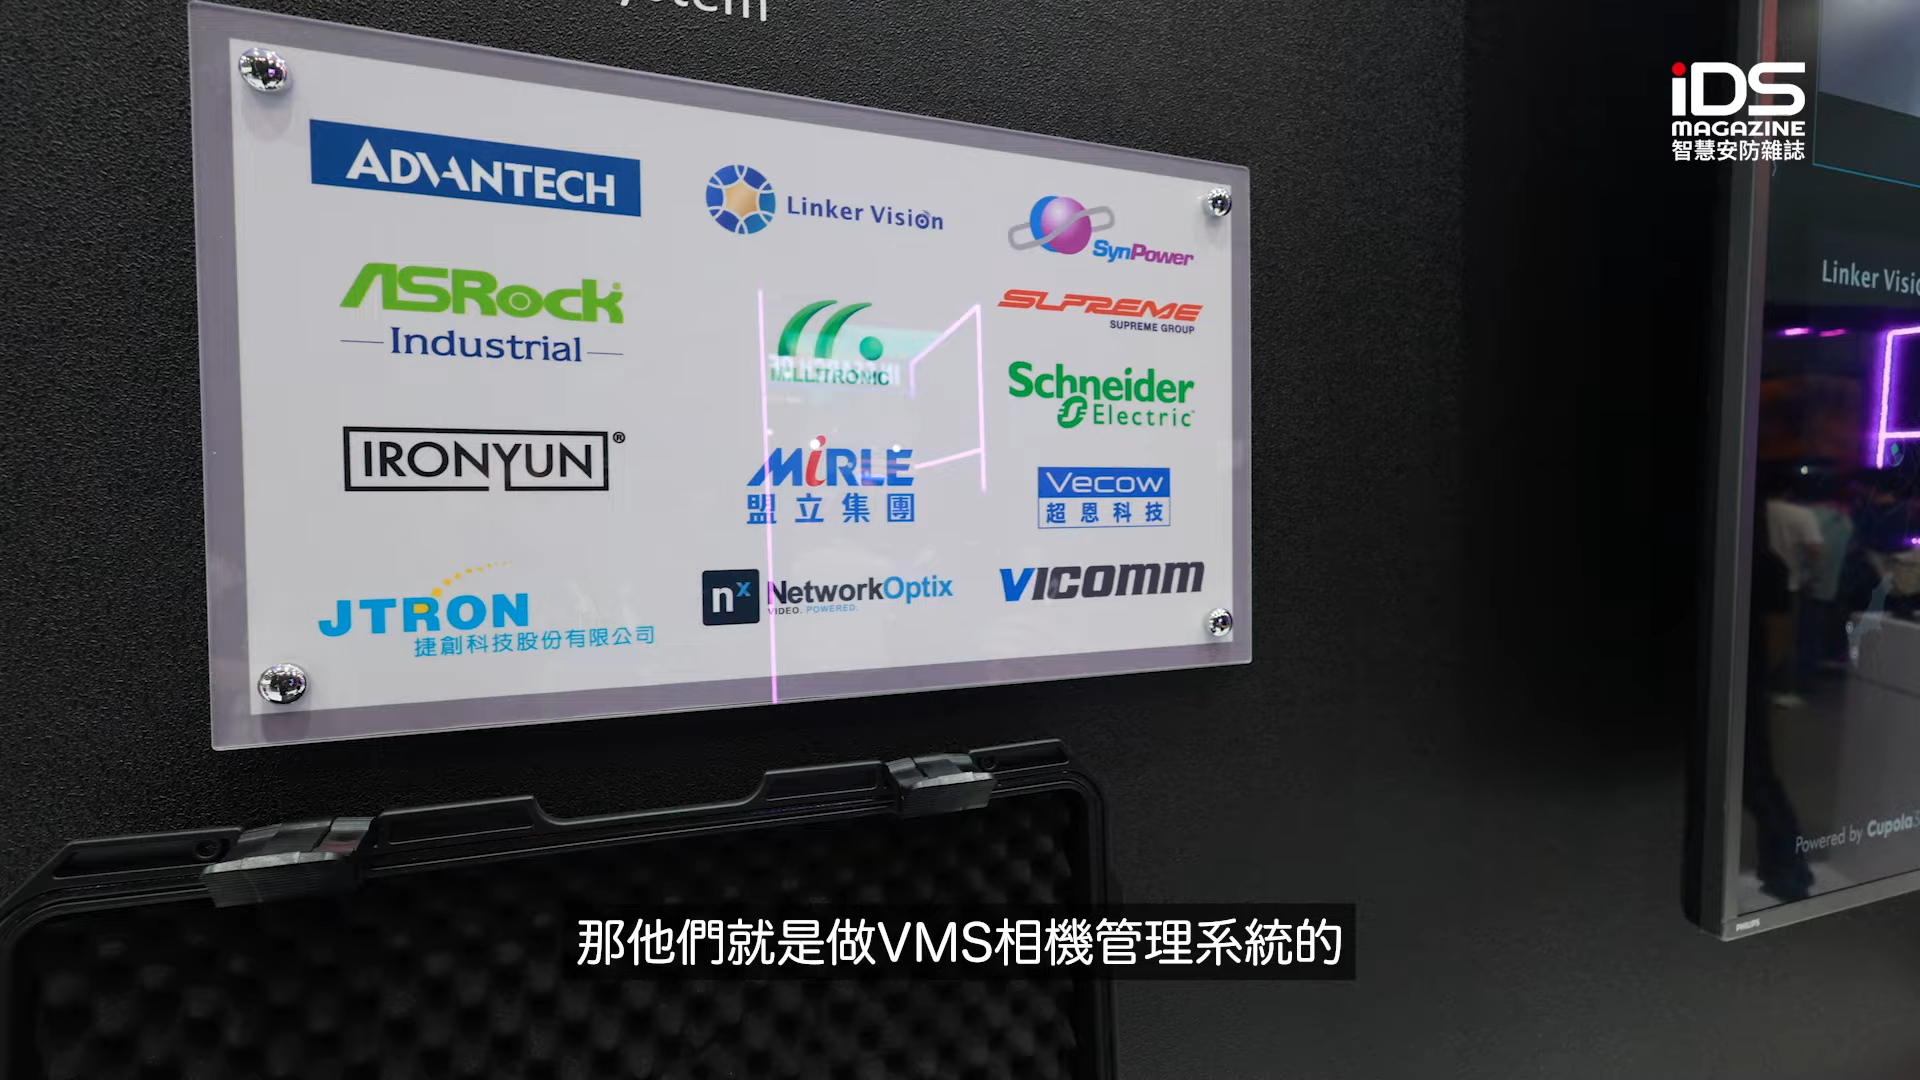 iDS
MAGAZINE
智慧安防雜誌
ADVANTECH
Linker Vision
SynPower
ASRock
Industrial
MILLITRONIC
SUPREME
SUPREME GROUP
Schneider
Electric
IRONYUN®
MiRLE
盟立集團
Vecow
超恩科技
JTRON
捷創科技股份有限公司
nx NetworkOptix
VIDEO. POWERED.
VICOMM
Powered by Cupola
PHILIPS
那他們就是做VMS相機管理系統的